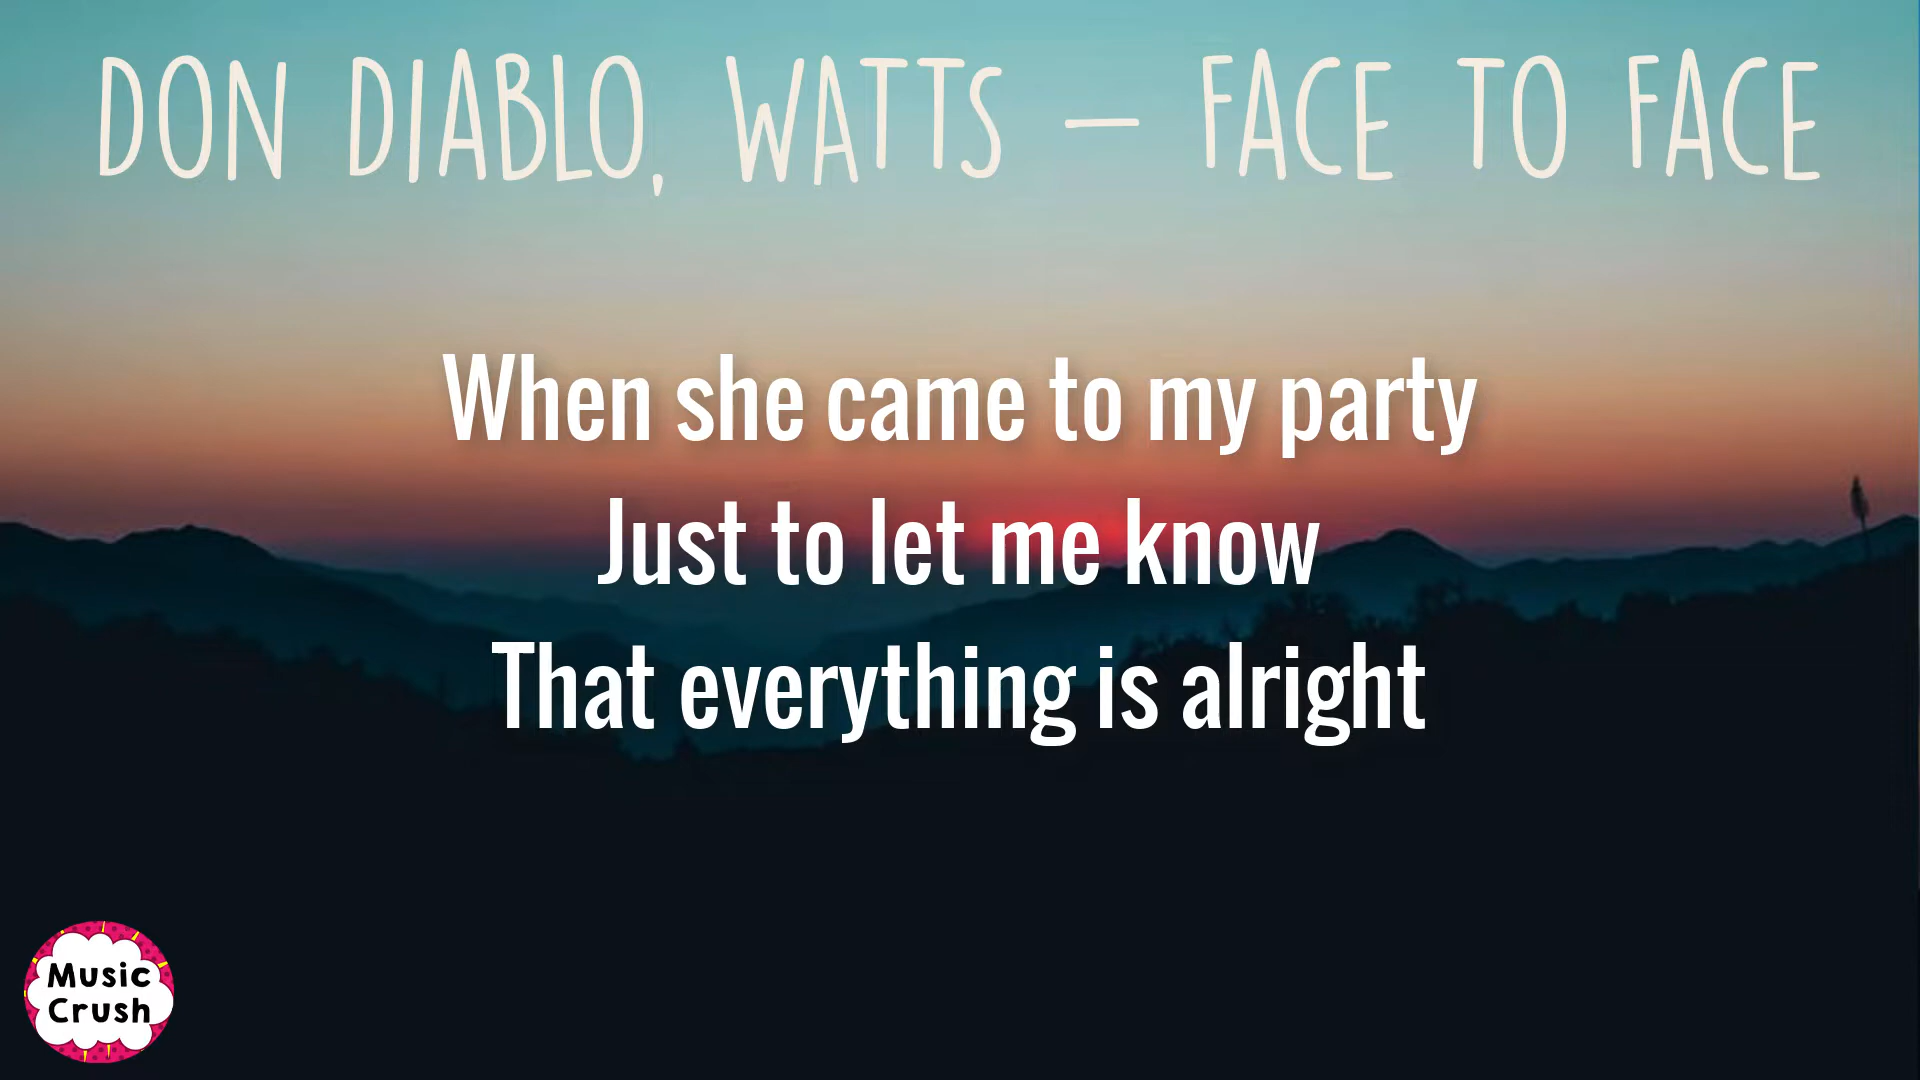 DON DIABLO, WATTS – FACE TO FACE
When she came to my party
Just to let me know
That everything is alright
Music
Crush